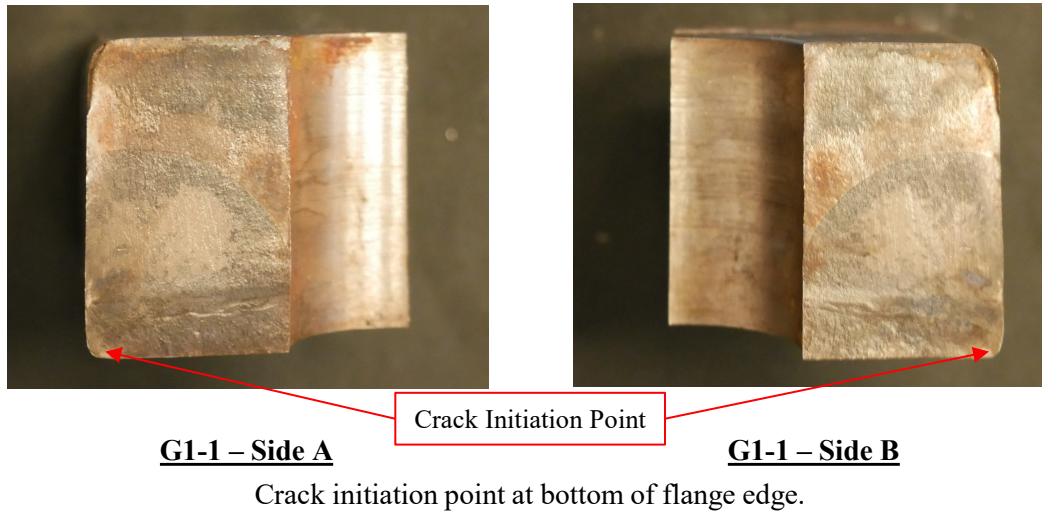 Crack Initiation Point
G1-1 – Side A
G1-1 – Side B
Crack initiation point at bottom of flange edge.